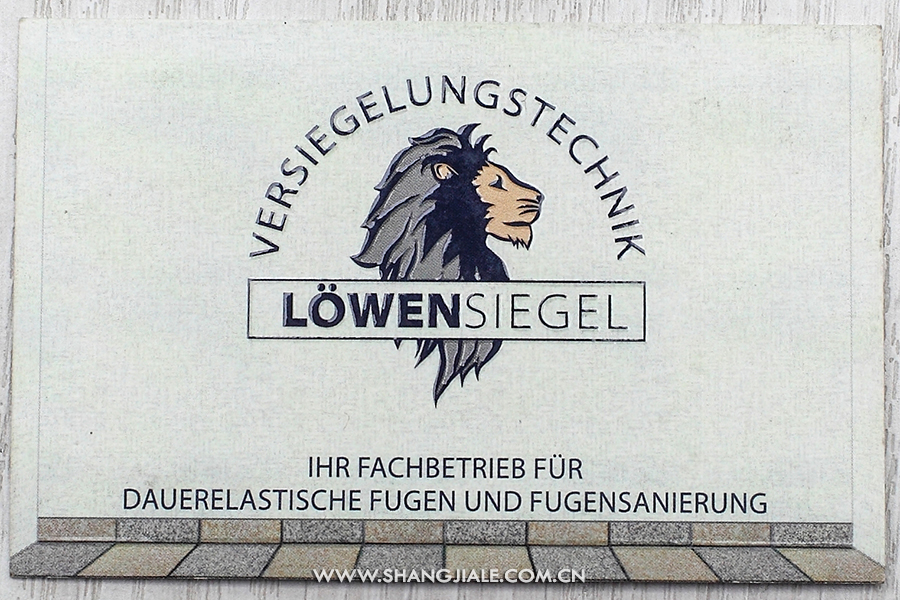 VERSIEGELUNGSTECHNIK
LÖWENSIEGEL
IHR FACHBETRIEB FÜR
DAUERELASTISCHE FUGEN UND FUGENSANIERUNG
WWW.SHANGJIALE.COM.CN